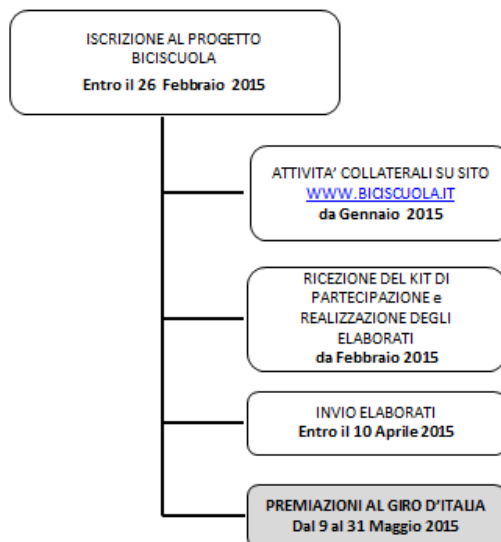 ISCRIZIONE AL PROGETTO
BICISCUOLA
Entro il 26 Febbraio 2015
ATTIVITA' COLLATERALI SU SITO
WWW.BICISCUOLA.IT
da Gennaio 2015
RICEZIONE DEL KIT DI
PARTECIPAZIONE e
REALIZZAZIONE DEGLI
ELABORATI
da Febbraio 2015
INVIO ELABORATI
Entro il 10 Aprile 2015
PREMIAZIONI AL GIRO D'ITALIA
Dal 9 al 31 Maggio 2015